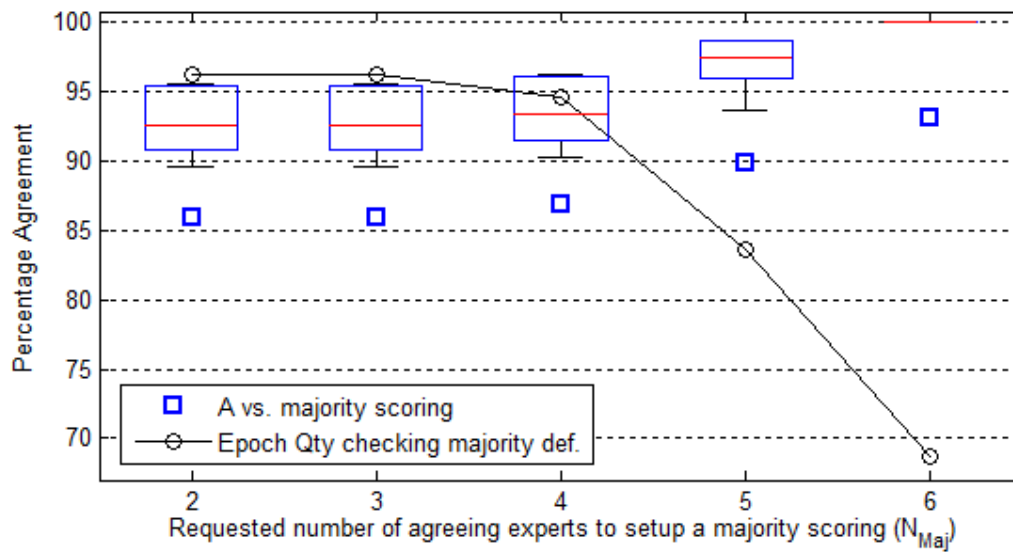 100
95
90
85
80
75
70
Percentage Agreement
A vs. majority scoring
Epoch Qty checking majority def.
2 3 4 5 6
Requested number of agreeing experts to setup a majority scoring (N_Maj)